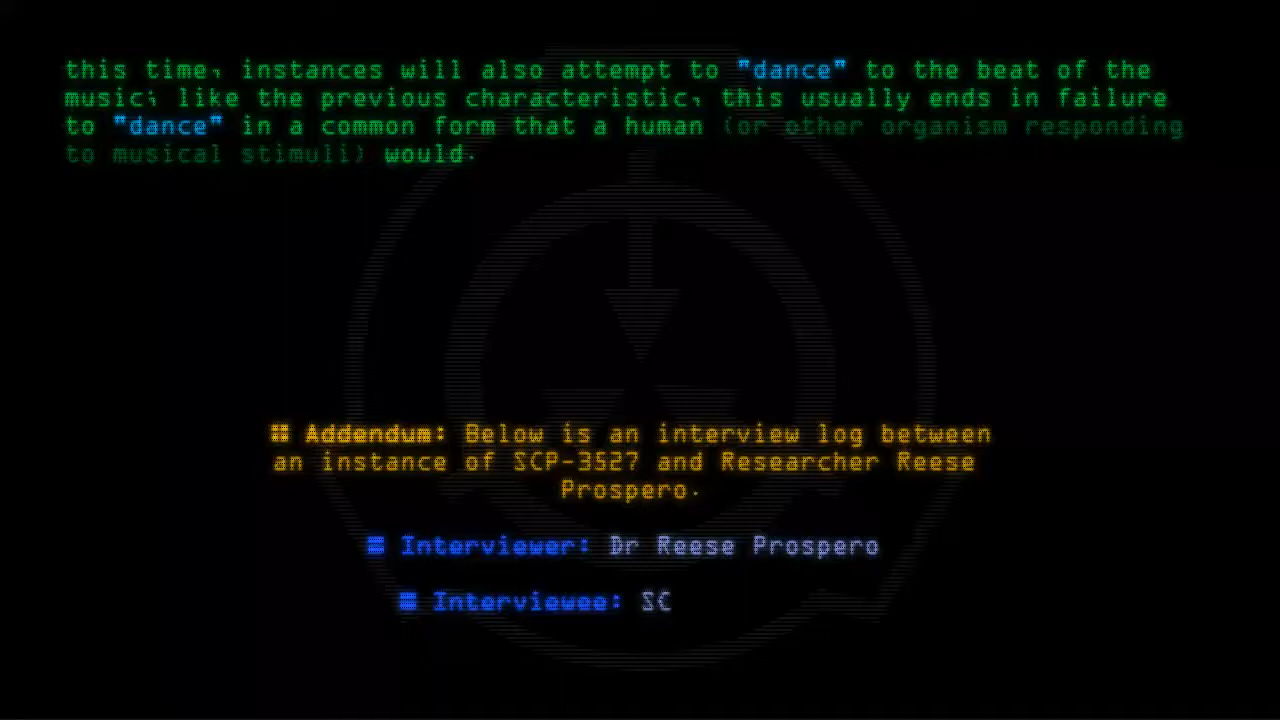 this time, instances will also attempt to "dance" to the beat of the
music; like the previous characteristic, this usually ends in failure
to "dance" in a common form that a human (or other organism responding
to musical stimuli) would.
Addendum: Below is an interview log between
an instance of SCP-3527 and Researcher Reese
Prospero.
Interviewer: Dr Reese Prospero
Interviewee: SC